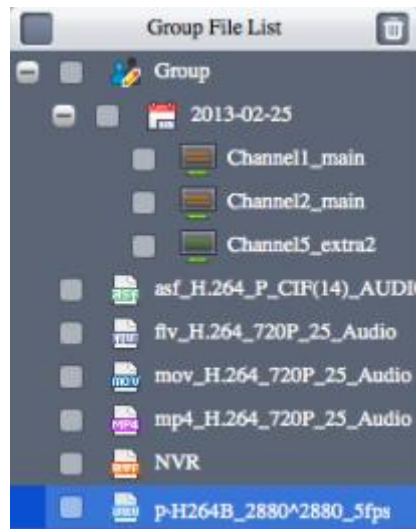 Group File List
Group
2013-02-25
Channel1_main
Channel2_main
Channel5_extra2
asf_H.264_P_CIF(14)_AUDIO
flv_H.264_720P_25_Audio
mov_H.264_720P_25_Audio
mp4_H.264_720P_25_Audio
NVR
p-H264B_2880^2880_5fps